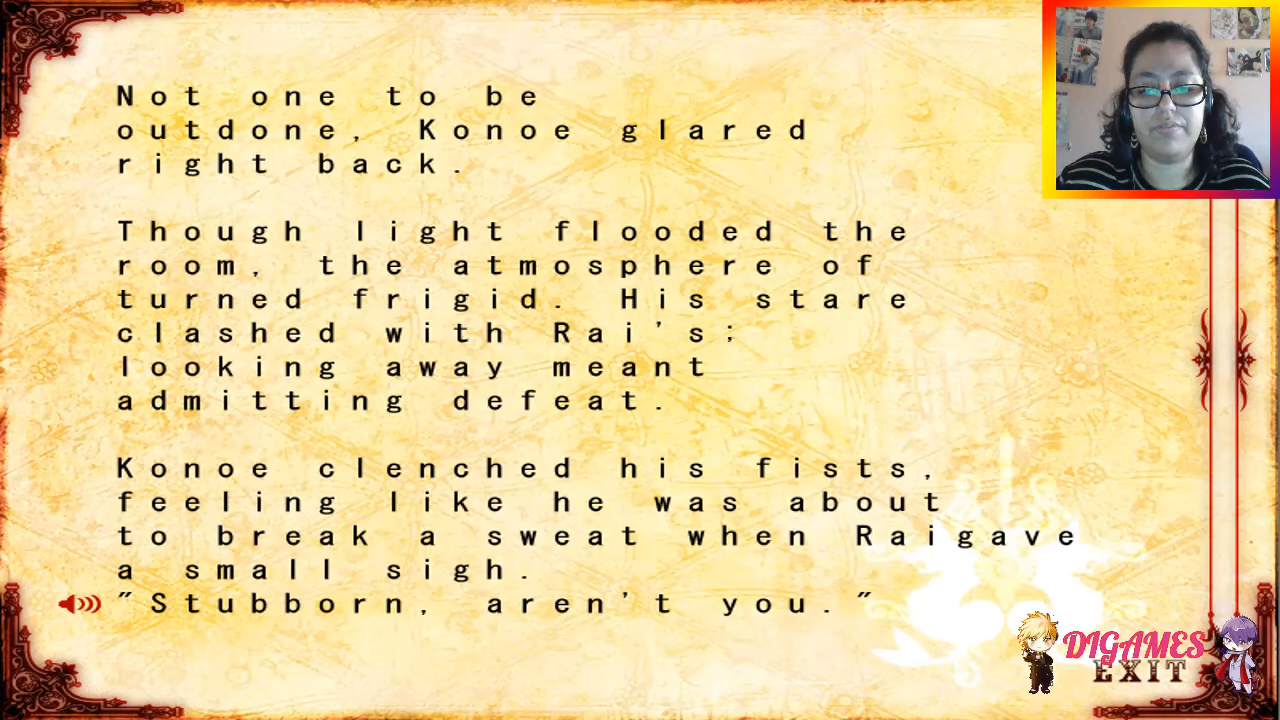 Not one to be
outdone, Konoe glared
right back.
Though light flooded the
room, the atmosphere of
turned frigid. His stare
clashed with Rai's;
looking away meant
admitting defeat.
Konoe clenched his fists,
feeling like he was about
to break a sweat when Raigave
a small sigh.
"Stubborn, aren't you."
DIGAMES
EXIT